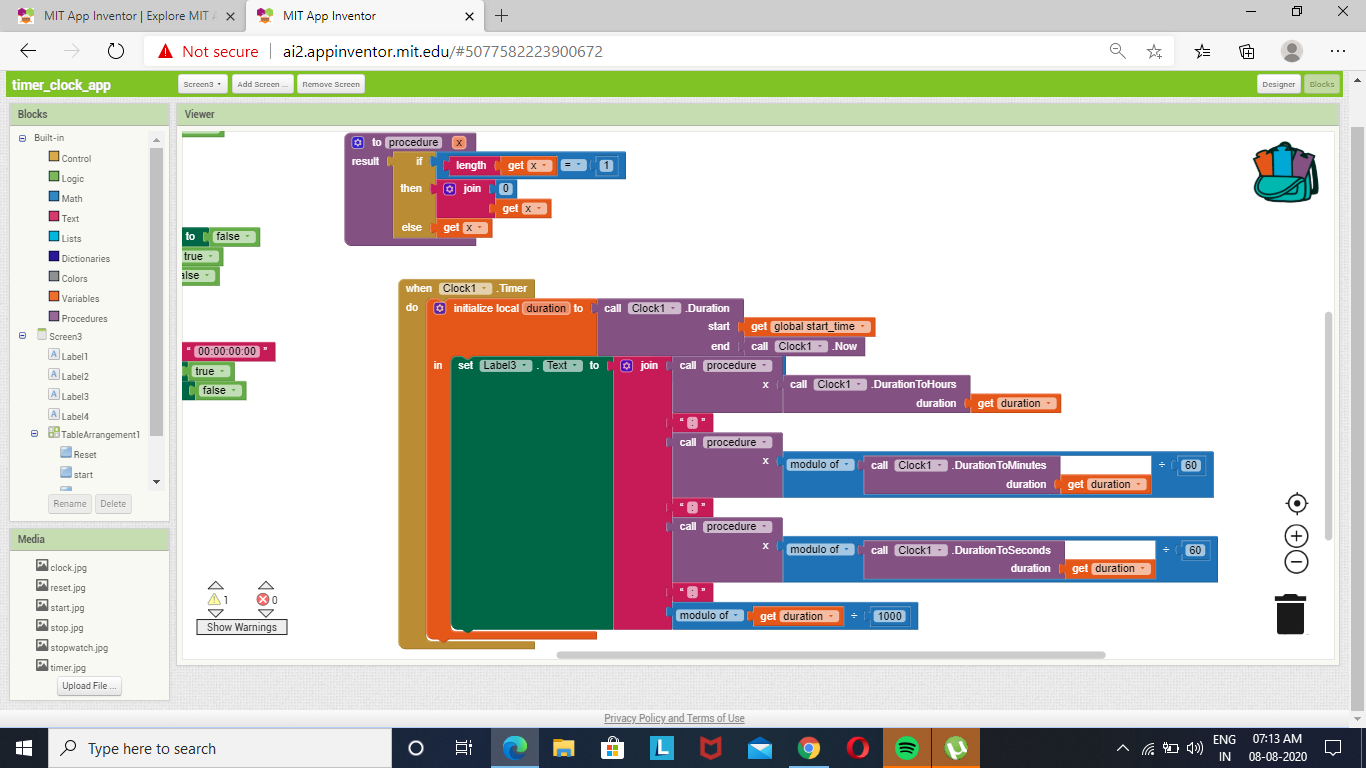 MIT App Inventor | Explore MIT A
MIT App Inventor
Not secure | ai2.appinventor.mit.edu/#5077582223900672
timer_clock_app
Screen3
Add Screen ...
Remove Screen
Designer
Blocks
Blocks
Built-in
Control
Logic
Math
Text
Lists
Dictionaries
Colors
Variables
Procedures
Screen3
Label1
Label2
Label3
Label4
TableArrangement1
Reset
start
Rename
Delete
Media
clock.jpg
reset.jpg
start.jpg
stop.jpg
stopwatch.jpg
timer.jpg
Upload File ...
Viewer
to false
true
alse
" 00:00:00:00 "
true
false
to procedure x
result if length get x = 1
then join 0
get x
else get x
when Clock1 .Timer
do initialize local duration to call Clock1 .Duration
start get global start_time
end call Clock1 .Now
in set Label3 . Text to join call procedure
x call Clock1 .DurationToHours
duration get duration
" : "
call procedure
x modulo of call Clock1 .DurationToMinutes ÷ 60
duration get duration
" : "
call procedure
x modulo of call Clock1 .DurationToSeconds ÷ 60
duration get duration
" : "
modulo of get duration ÷ 1000
1
0
Show Warnings
Privacy Policy and Terms of Use
Type here to search
ENG
IN
07:13 AM
08-08-2020